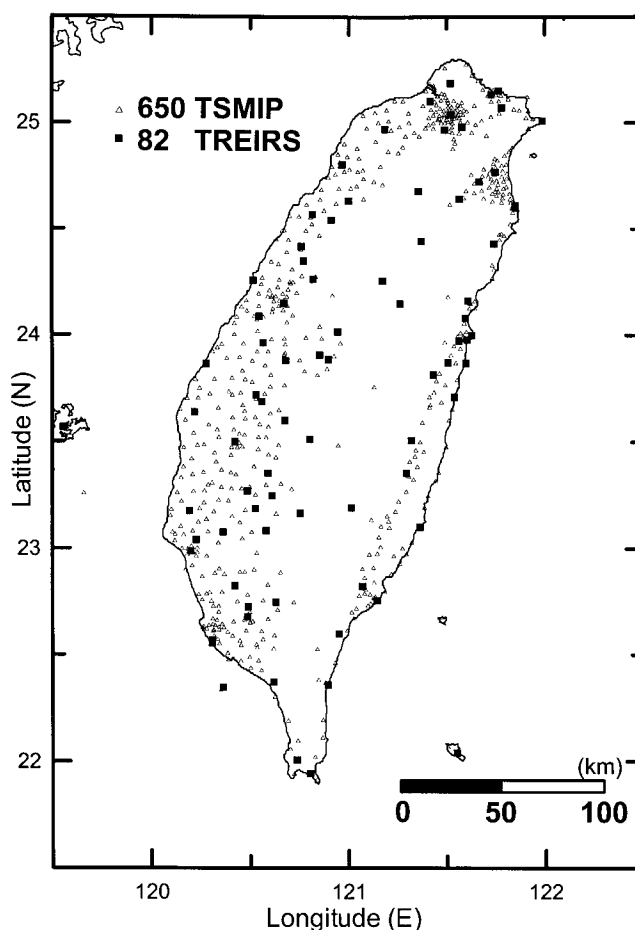 650 TSMIP
82 TREIRS
25
24
23
22
Latitude (N)
(km)
0 50 100
120 121 122
Longitude (E)